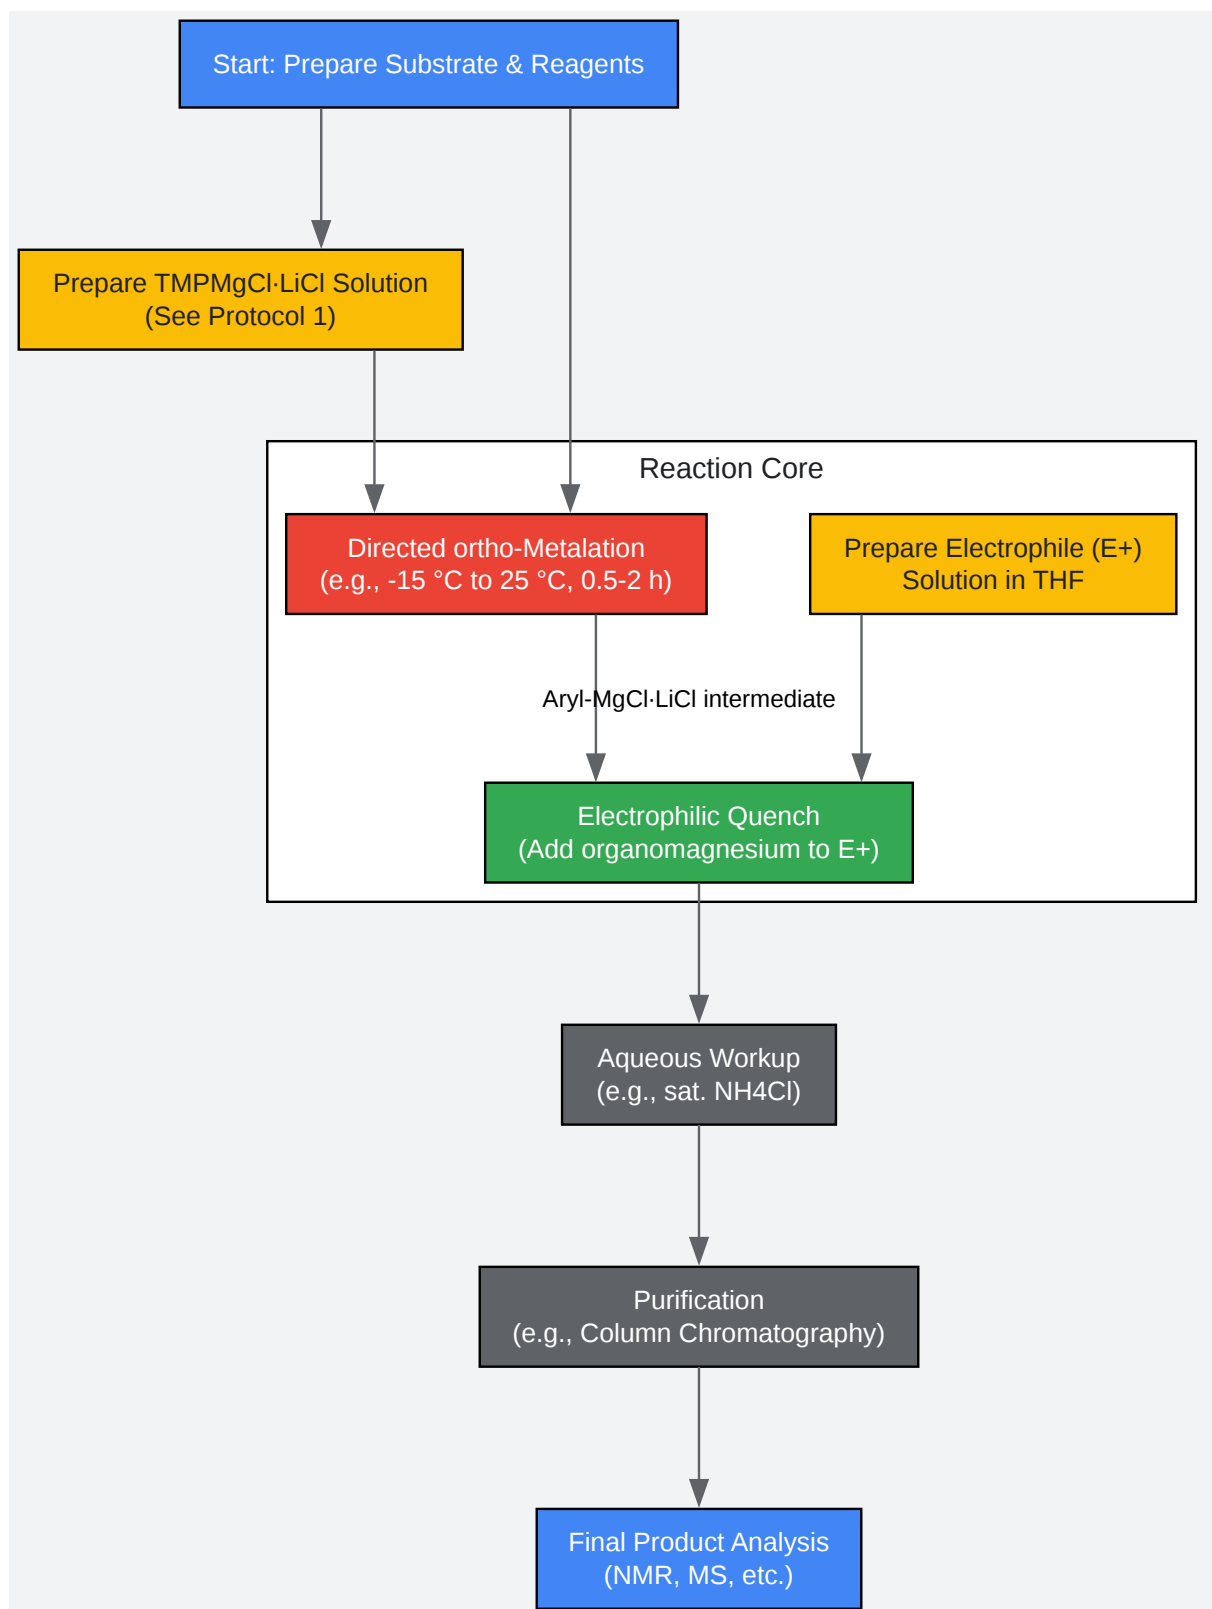 Start: Prepare Substrate & Reagents
Prepare TMPMgCl·LiCl Solution
(See Protocol 1)
Reaction Core
Directed ortho-Metalation
(e.g., -15 °C to 25 °C, 0.5-2 h)
Prepare Electrophile (E+)
Solution in THF
Aryl-MgCl·LiCl intermediate
Electrophilic Quench
(Add organomagnesium to E+)
Aqueous Workup
(e.g., sat. NH4Cl)
Purification
(e.g., Column Chromatography)
Final Product Analysis
(NMR, MS, etc.)